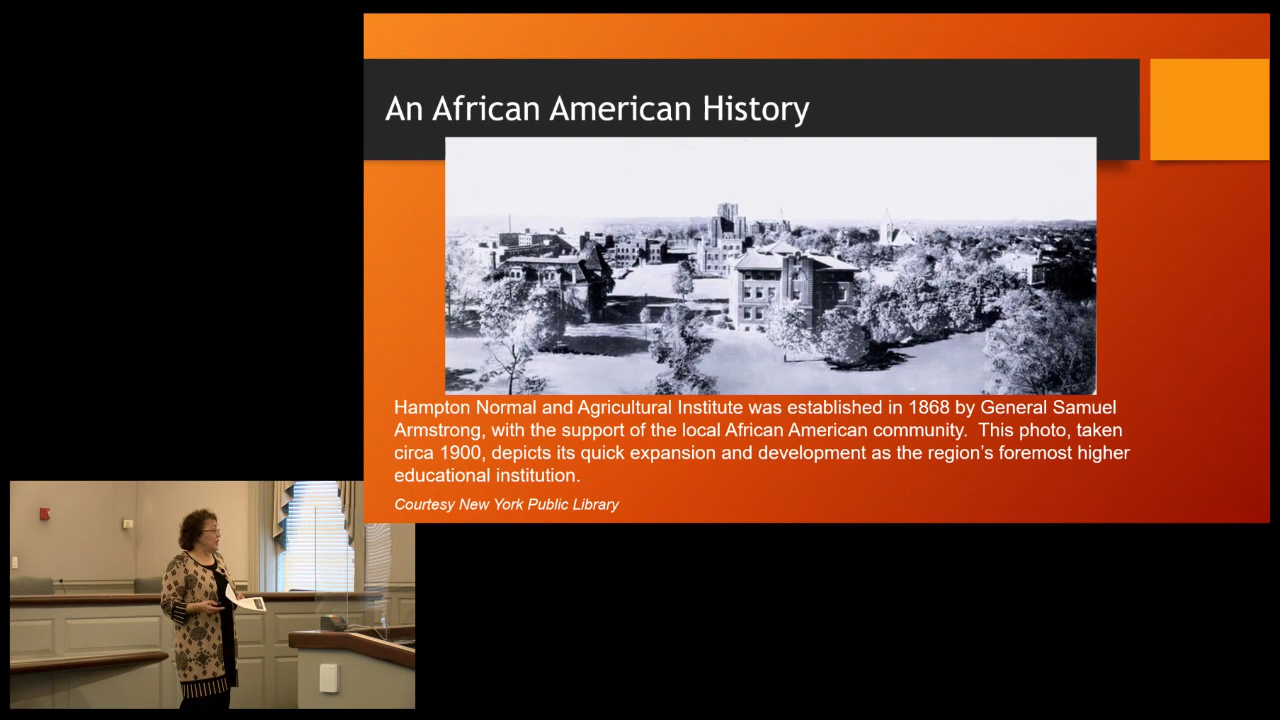 An African American History
Hampton Normal and Agricultural Institute was established in 1868 by General Samuel
Armstrong, with the support of the local African American community.  This photo, taken
circa 1900, depicts its quick expansion and development as the region’s foremost higher
educational institution.
Courtesy New York Public Library